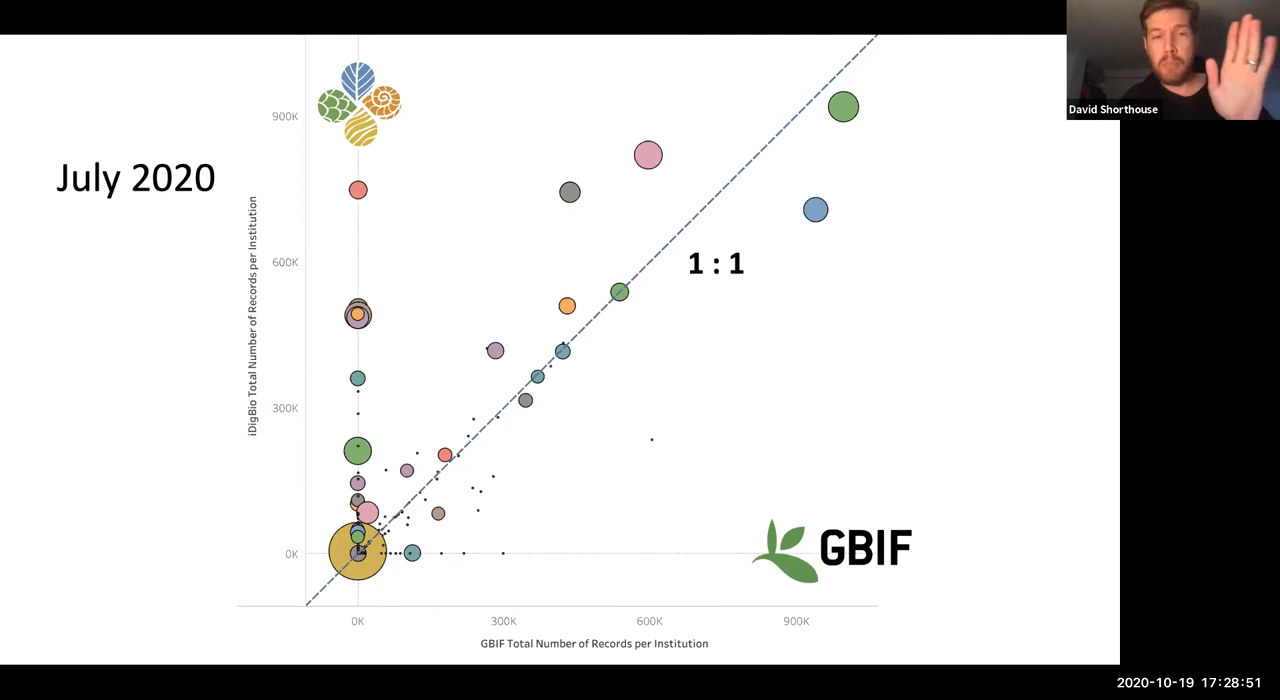 David Shorthouse
July 2020
iDigBio Total Number of Records per Institution
900K
600K
300K
0K
1 : 1
GBIF
0K
300K
600K
900K
GBIF Total Number of Records per Institution
2020-10-19 17:28:51